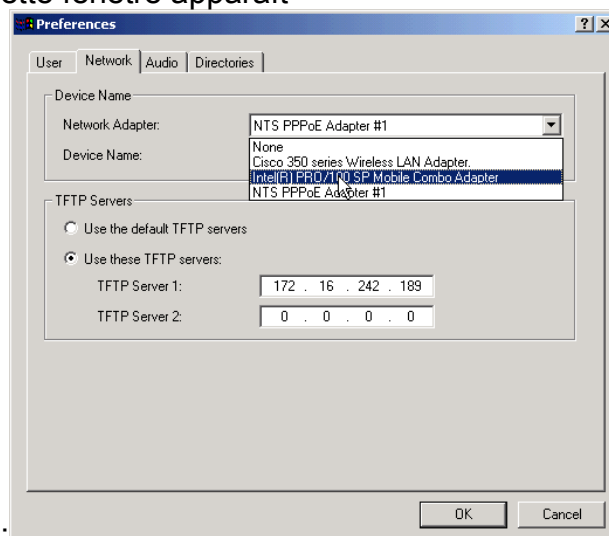 cette fenêtre apparaît
Preferences
User Network Audio Directories
Device Name
Network Adapter: NTS PPPoE Adapter #1
None
Device Name: Cisco 350 series Wireless LAN Adapter.
Intel(R) PRO/100 SP Mobile Combo Adapter
NTS PPPoE Adapter #1
TFTP Servers
Use the default TFTP servers
Use these TFTP servers:
TFTP Server 1: 172 . 16 . 242 . 189
TFTP Server 2: 0 . 0 . 0 . 0
OK Cancel
.